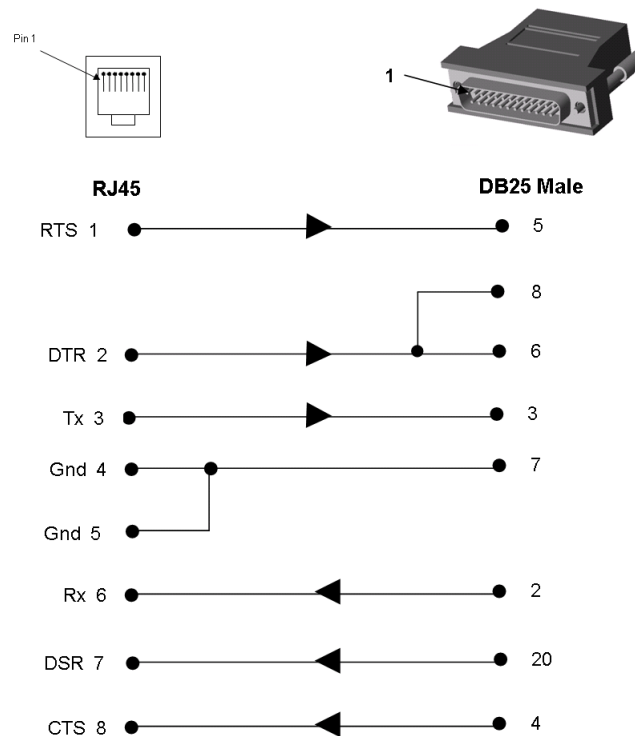 Pin 1
1
RJ45 DB25 Male
RTS 1 5
8
DTR 2 6
Tx 3 3
Gnd 4 7
Gnd 5
Rx 6 2
DSR 7 20
CTS 8 4